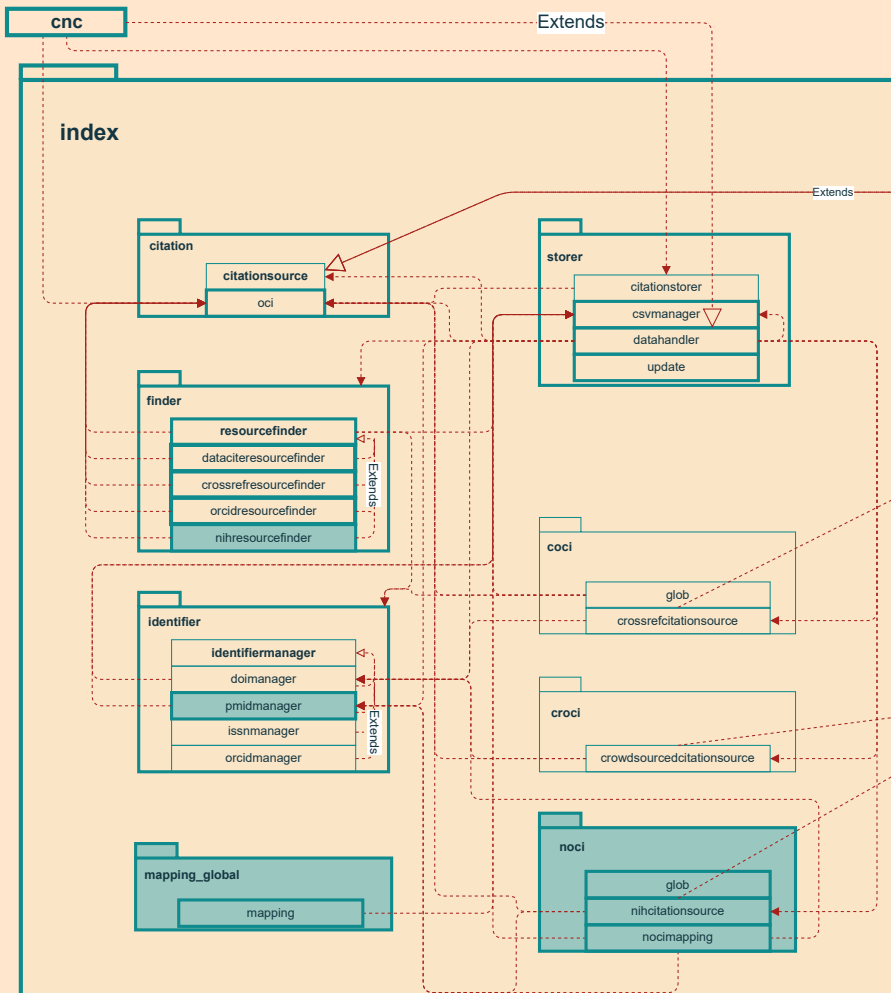 cnc
Extends
index
Extends
citation
citationsource
oci
storer
citationstorer
csvmanager
datahandler
update
finder
resourcefinder
dataciteresourcefinder
crossrefresourcefinder
orcidresourcefinder
nihresourcefinder
Extends
coci
glob
crossrefcitationsource
identifier
identifiermanager
doimanager
pmidmanager
issnmanager
orcidmanager
Extends
croci
crowdsourcedcitationsource
mapping_global
mapping
noci
glob
nihcitationsource
nocimapping